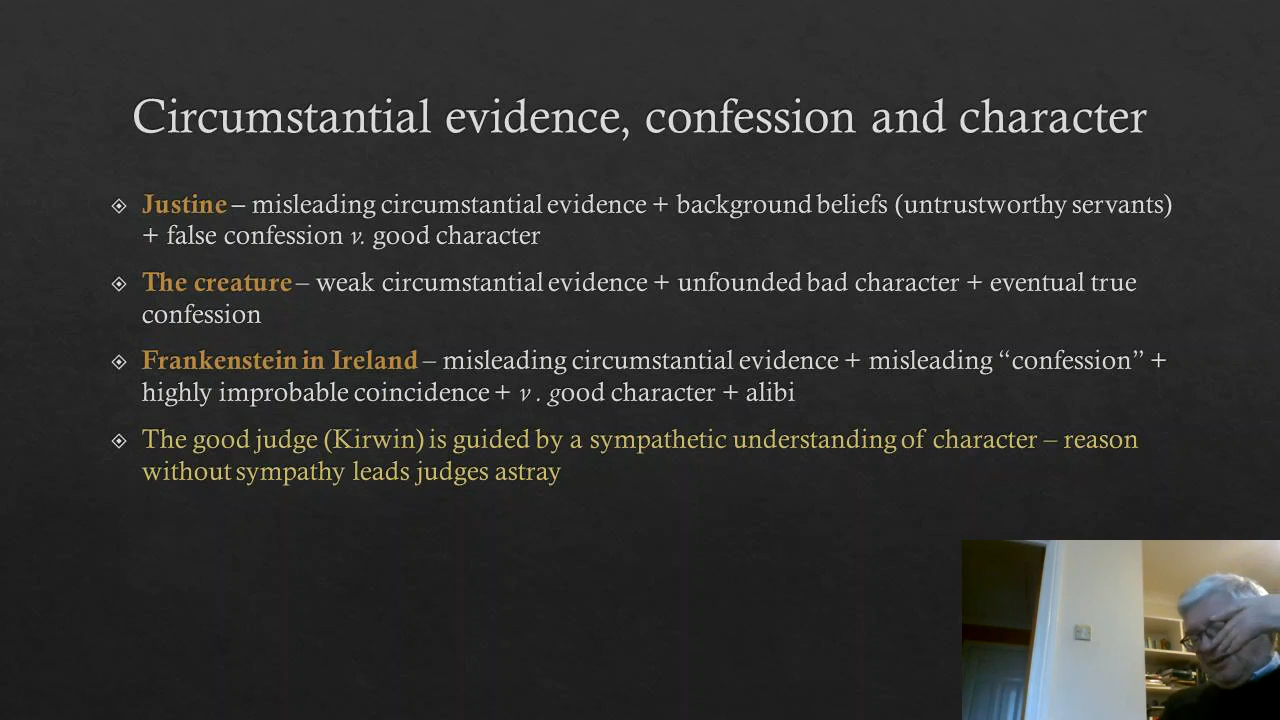 Circumstantial evidence, confession and character
Justine – misleading circumstantial evidence + background beliefs (untrustworthy servants)
+ false confession v. good character
The creature – weak circumstantial evidence + unfounded bad character + eventual true
confession
Frankenstein in Ireland – misleading circumstantial evidence + misleading “confession” +
highly improbable coincidence + v . good character + alibi
The good judge (Kirwin) is guided by a sympathetic understanding of character – reason
without sympathy leads judges astray